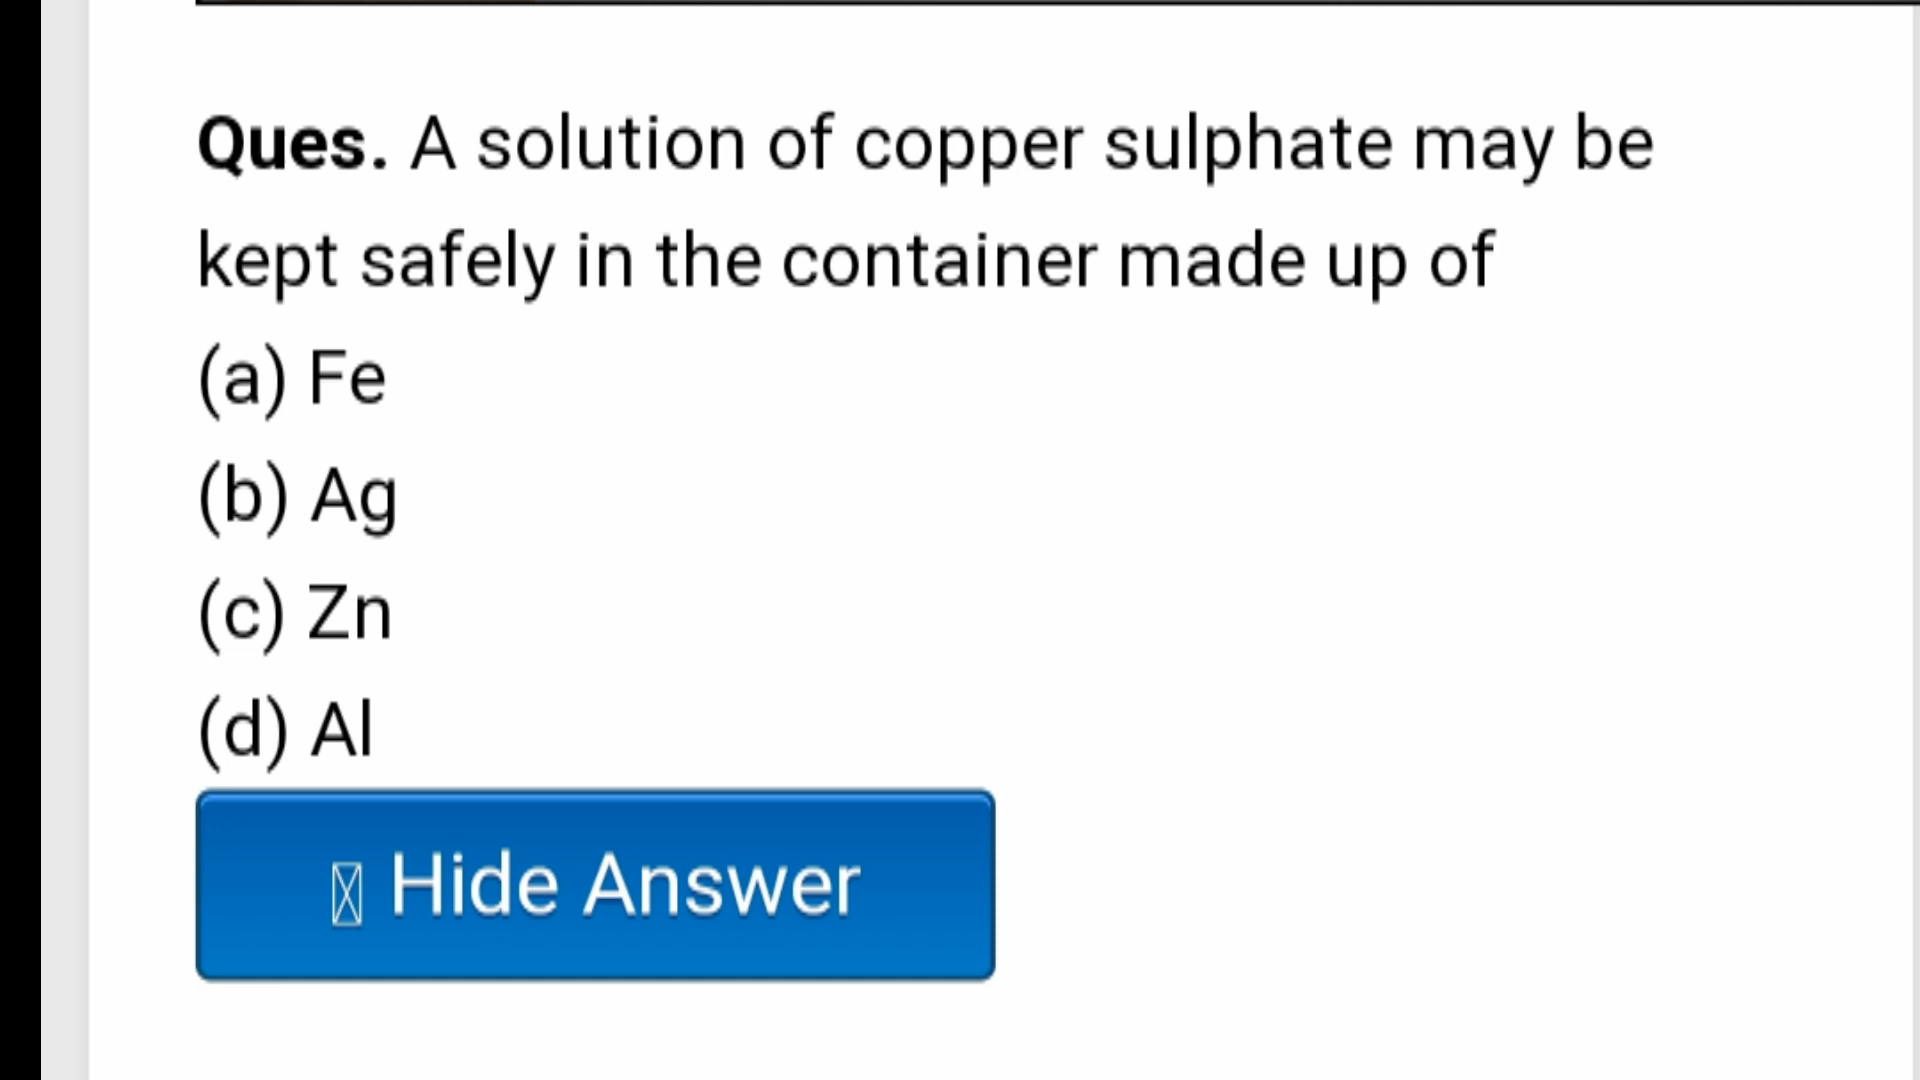 Ques. A solution of copper sulphate may be
kept safely in the container made up of
(a) Fe
(b) Ag
(c) Zn
(d) Al
Hide Answer